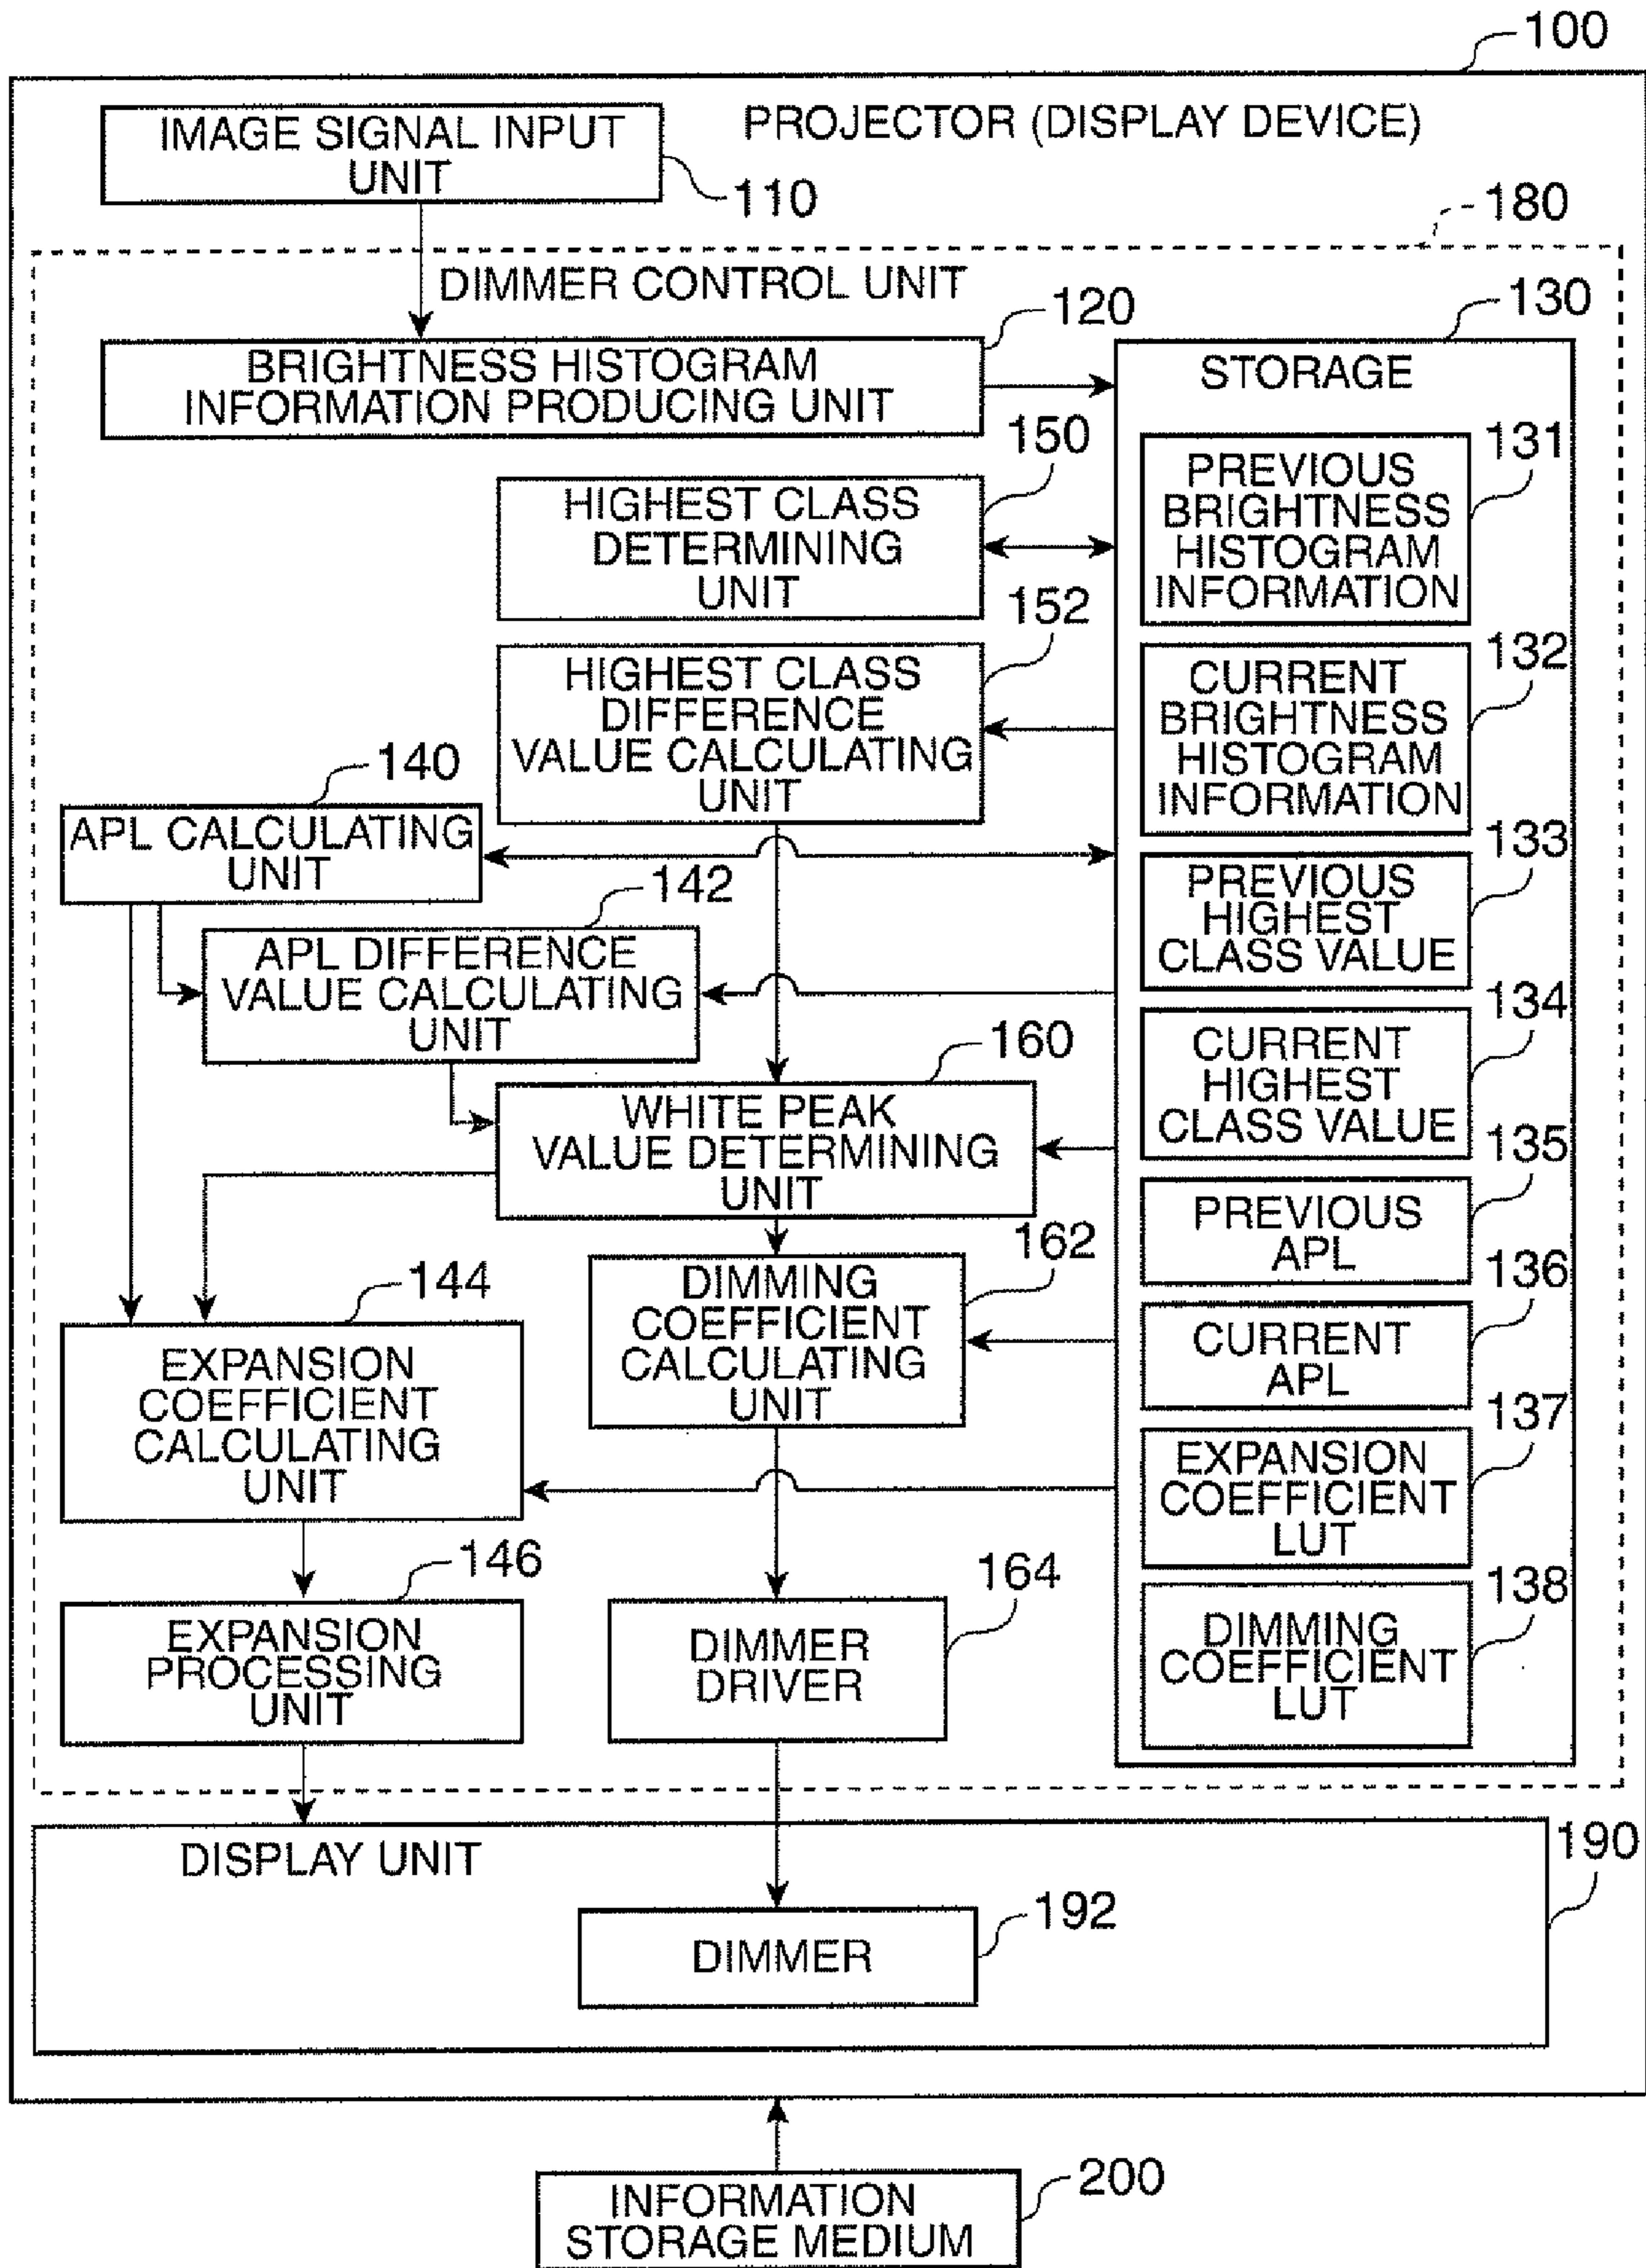 100
PROJECTOR (DISPLAY DEVICE)
IMAGE SIGNAL INPUT
UNIT
110
180
DIMMER CONTROL UNIT
120
BRIGHTNESS HISTOGRAM
INFORMATION PRODUCING UNIT
130
STORAGE
150
HIGHEST CLASS
DETERMINING
UNIT
131
PREVIOUS
BRIGHTNESS
HISTOGRAM
INFORMATION
152
HIGHEST CLASS
DIFFERENCE
VALUE CALCULATING
UNIT
132
CURRENT
BRIGHTNESS
HISTOGRAM
INFORMATION
140
APL CALCULATING
UNIT
133
PREVIOUS
HIGHEST
CLASS VALUE
142
APL DIFFERENCE
VALUE CALCULATING
UNIT
134
CURRENT
HIGHEST
CLASS VALUE
160
WHITE PEAK
VALUE DETERMINING
UNIT
135
PREVIOUS
APL
162
DIMMING
COEFFICIENT
CALCULATING
UNIT
136
CURRENT
APL
144
EXPANSION
COEFFICIENT
CALCULATING
UNIT
137
EXPANSION
COEFFICIENT
LUT
146
EXPANSION
PROCESSING
UNIT
164
DIMMER
DRIVER
138
DIMMING
COEFFICIENT
LUT
190
DISPLAY UNIT
192
DIMMER
200
INFORMATION
STORAGE MEDIUM